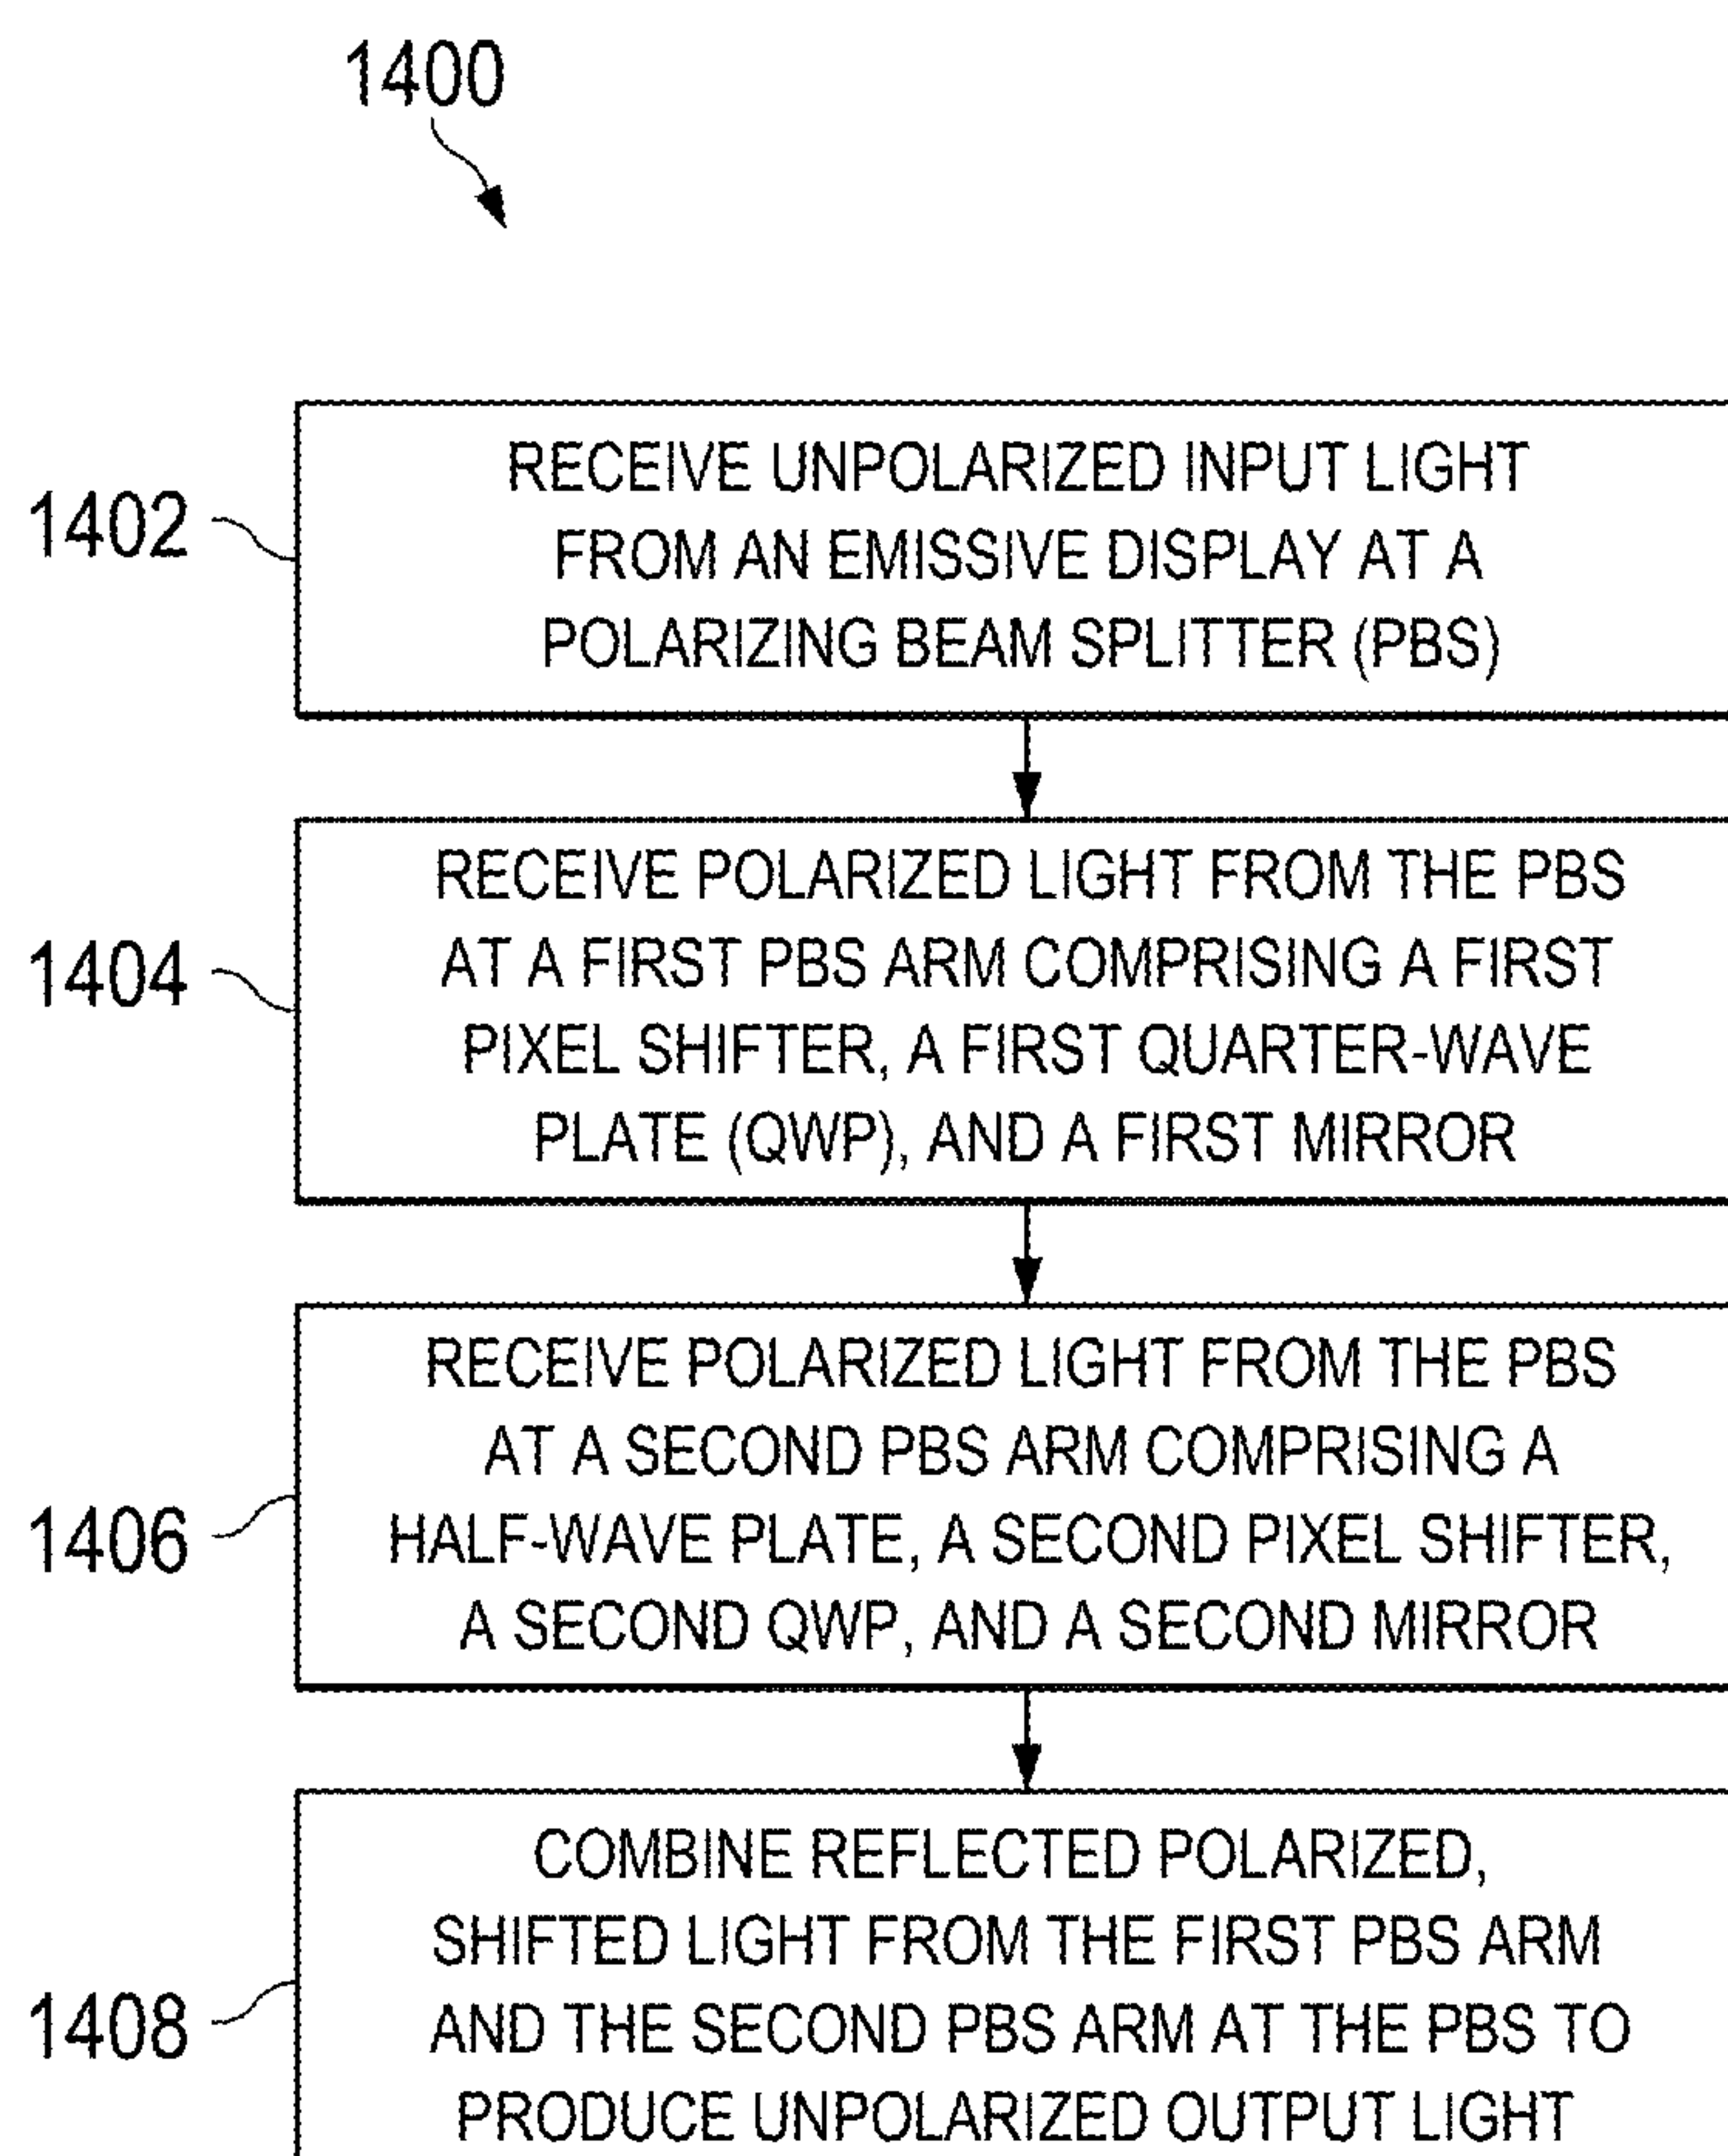 1400
1402
RECEIVE UNPOLARIZED INPUT LIGHT
FROM AN EMISSIVE DISPLAY AT A
POLARIZING BEAM SPLITTER (PBS)
1404
RECEIVE POLARIZED LIGHT FROM THE PBS
AT A FIRST PBS ARM COMPRISING A FIRST
PIXEL SHIFTER, A FIRST QUARTER-WAVE
PLATE (QWP), AND A FIRST MIRROR
1406
RECEIVE POLARIZED LIGHT FROM THE PBS
AT A SECOND PBS ARM COMPRISING A
HALF-WAVE PLATE, A SECOND PIXEL SHIFTER,
A SECOND QWP, AND A SECOND MIRROR
1408
COMBINE REFLECTED POLARIZED,
SHIFTED LIGHT FROM THE FIRST PBS ARM
AND THE SECOND PBS ARM AT THE PBS TO
PRODUCE UNPOLARIZED OUTPUT LIGHT